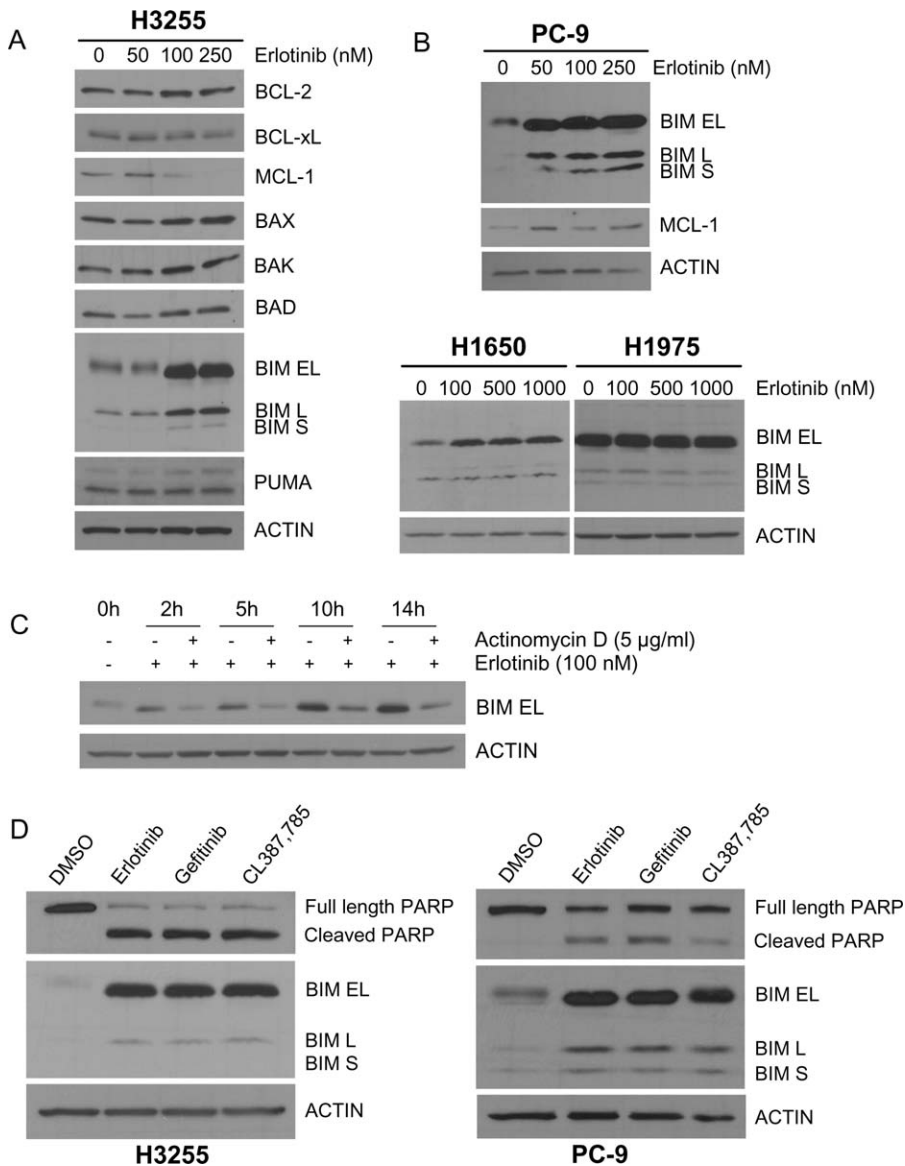 A
H3255
0 50 100 250 Erlotinib (nM)
BCL-2
BCL-xL
MCL-1
BAX
BAK
BAD
BIM EL
BIM L
BIM S
PUMA
ACTIN
B
PC-9
0 50 100 250 Erlotinib (nM)
BIM EL
BIM L
BIM S
MCL-1
ACTIN
H1650 H1975
0 100 500 1000 0 100 500 1000 Erlotinib (nM)
BIM EL
BIM L
BIM S
ACTIN
C
0h 2h 5h 10h 14h
- - + - + - + - + Actinomycin D (5 µg/ml)
- + + + + + + + + Erlotinib (100 nM)
BIM EL
ACTIN
D
DMSO Erlotinib Gefitinib CL387,785
Full length PARP
Cleaved PARP
BIM EL
BIM L
BIM S
ACTIN
H3255
DMSO Erlotinib Gefitinib CL387,785
Full length PARP
Cleaved PARP
BIM EL
BIM L
BIM S
ACTIN
PC-9